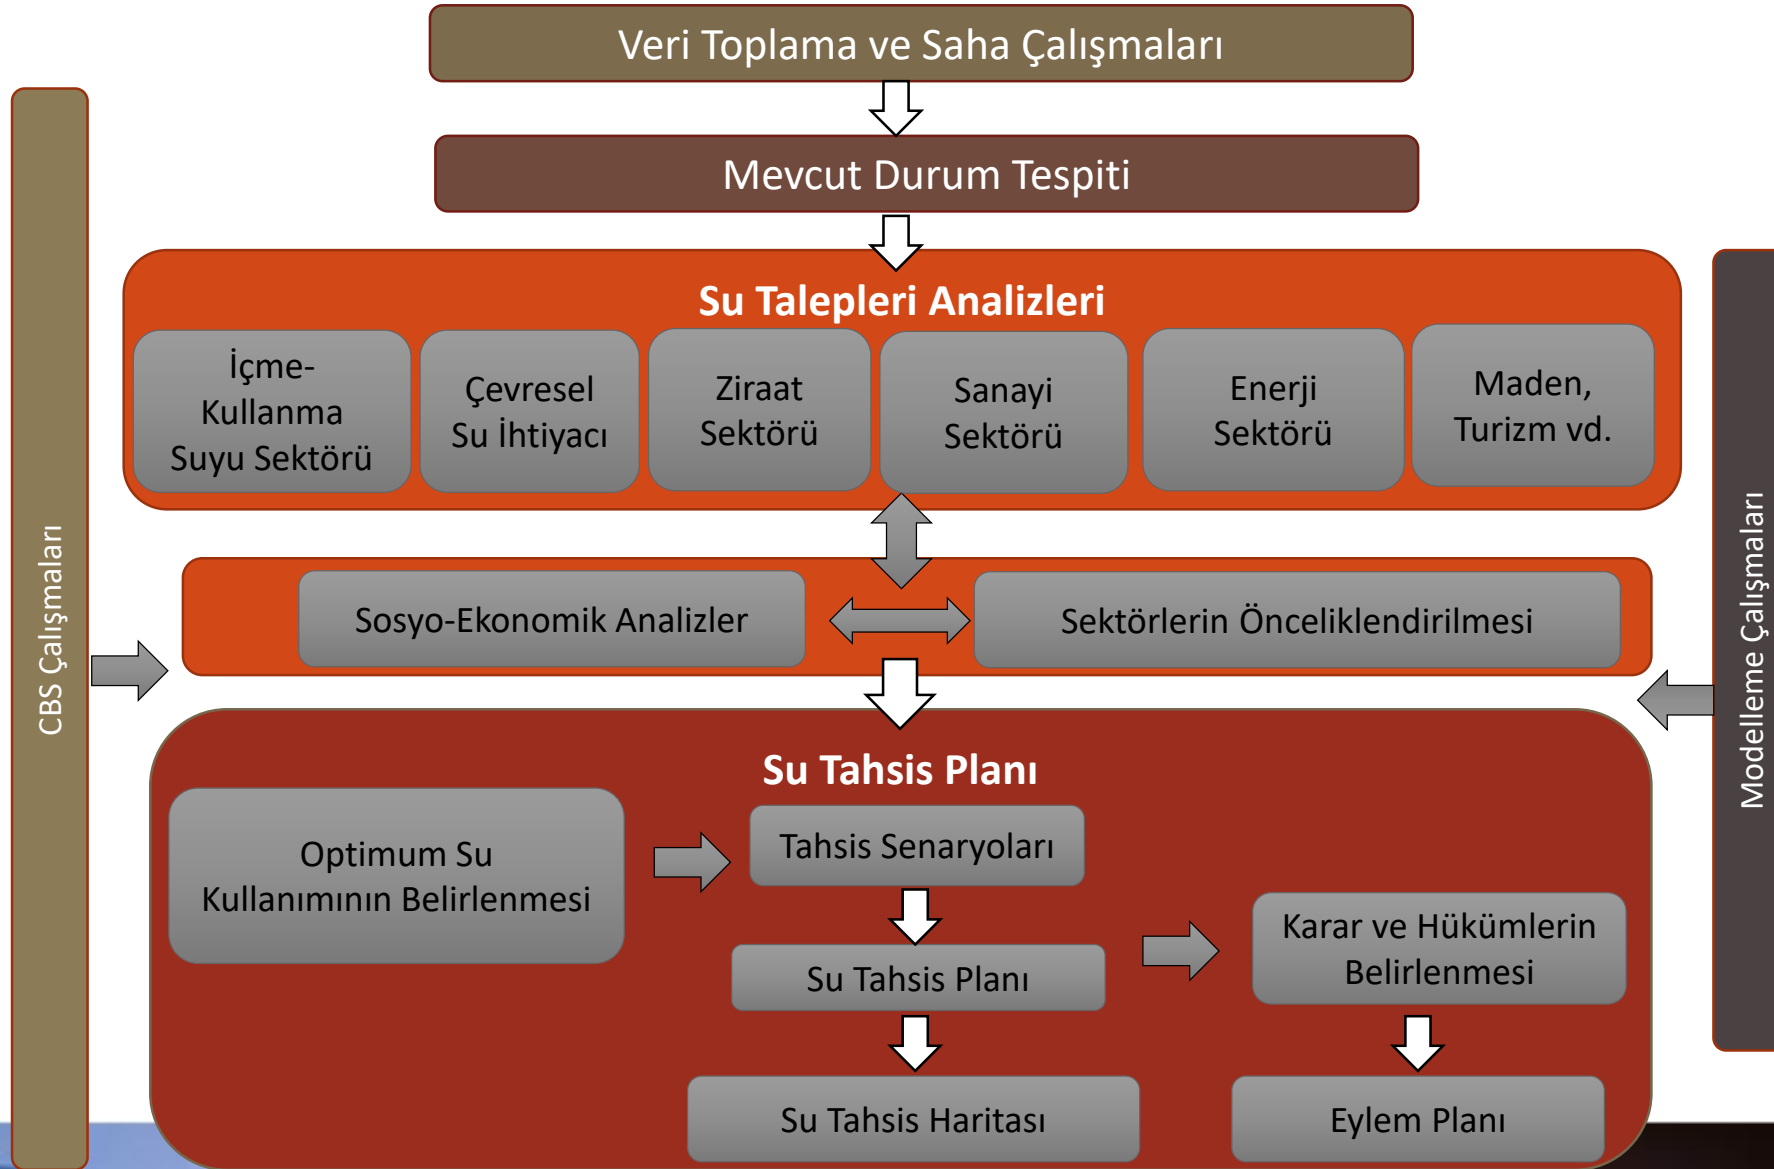 Veri Toplama ve Saha Çalışmaları
Mevcut Durum Tespiti
Su Talepleri Analizleri
İçme-
Kullanma
Suyu Sektörü
Çevresel
Su İhtiyacı
Ziraat
Sektörü
Sanayi
Sektörü
Enerji
Sektörü
Maden,
Turizm vd.
CBS Çalışmaları
Modelleme Çalışmaları
Sosyo-Ekonomik Analizler
Sektörlerin Önceliklendirilmesi
Su Tahsis Planı
Optimum Su
Kullanımının Belirlenmesi
Tahsis Senaryoları
Su Tahsis Planı
Su Tahsis Haritası
Karar ve Hükümlerin
Belirlenmesi
Eylem Planı